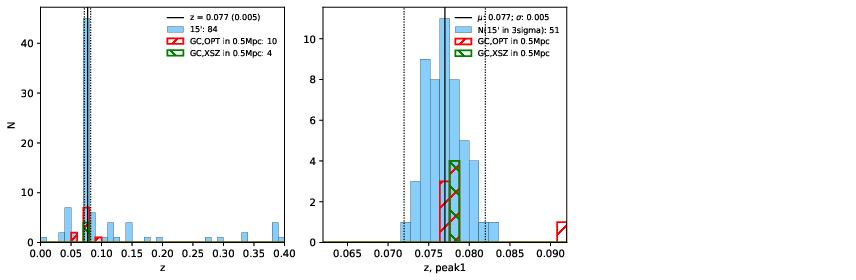 z = 0.077 (0.005)
15': 84
GC,OPT in 0.5Mpc: 10
GC,XSZ in 0.5Mpc: 4
N
40
30
20
10
0
0.00 0.05 0.10 0.15 0.20 0.25 0.30 0.35 0.40
z
μ: 0.077; σ: 0.005
N(15' in 3sigma): 51
GC,OPT in 0.5Mpc
GC,XSZ in 0.5Mpc
10
8
6
4
2
0
0.065 0.070 0.075 0.080 0.085 0.090
z, peak1